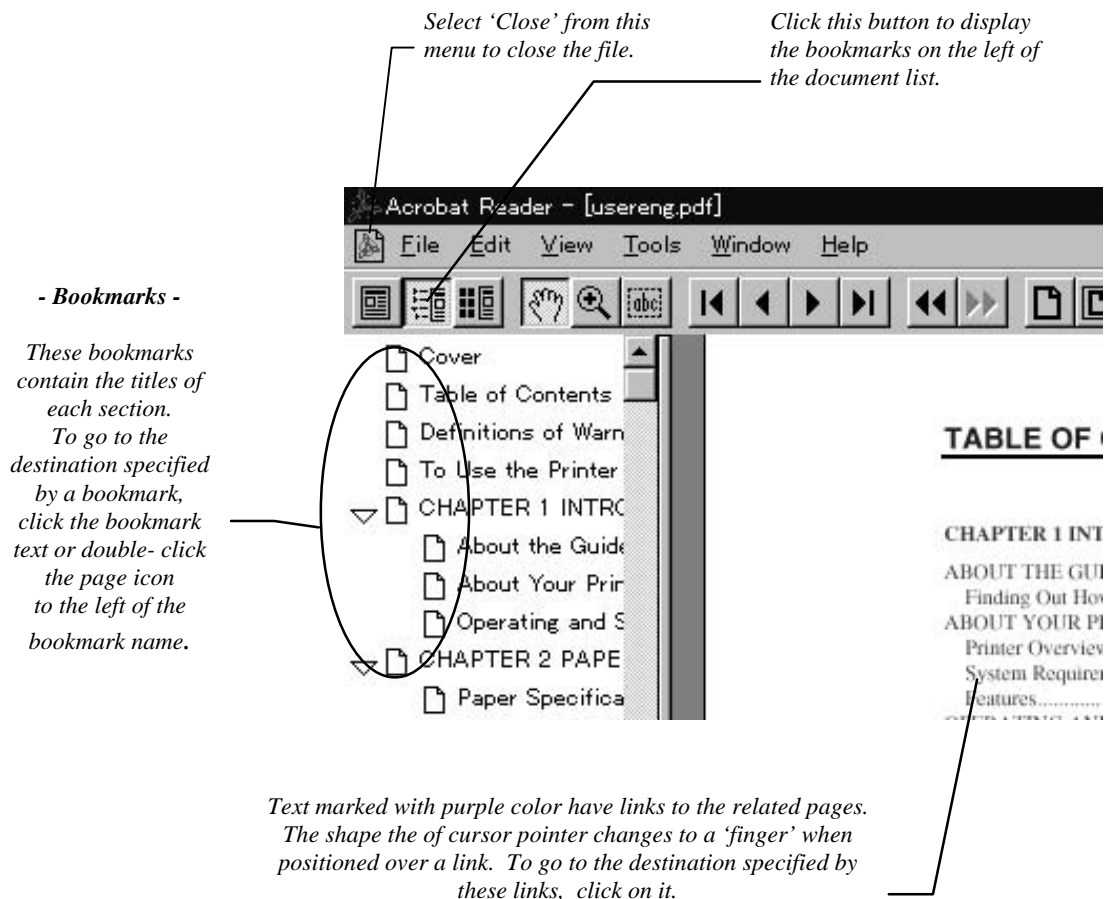 Select ‘Close’ from this
menu to close the file.
Click this button to display
the bookmarks on the left of
the document list.
Acrobat Reader - [usereng.pdf]
File Edit View Tools Window Help
abc
- Bookmarks -
These bookmarks
contain the titles of
each section.
To go to the
destination specified
by a bookmark,
click the bookmark
text or double- click
the page icon
to the left of the
bookmark name.
Cover
Table of Contents
Definitions of Warn
To Use the Printer
CHAPTER 1 INTRO
About the Guide
About Your Prin
Operating and S
CHAPTER 2 PAPE
Paper Specifica
TABLE OF
CHAPTER 1 INT
ABOUT THE GUI
Finding Out How
ABOUT YOUR PR
Printer Overview
System Requirem
Features.............
OPERATING AND
Text marked with purple color have links to the related pages.
The shape the of cursor pointer changes to a ‘finger’ when
positioned over a link. To go to the destination specified by
these links, click on it.